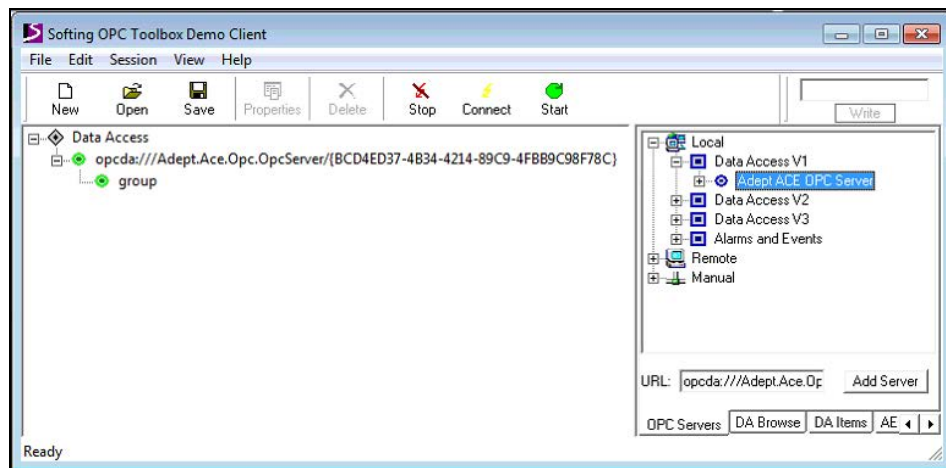 Softing OPC Toolbox Demo Client
File Edit Session View Help
New Open Save Properties Delete Stop Connect Start Write
Data Access
opcda:///Adept.Ace.Opc.OpcServer/{BCD4ED37-4B34-4214-89C9-4FBB9C98F78C}
group
Local
Data Access V1
Adept ACE OPC Server
Data Access V2
Data Access V3
Alarms and Events
Remote
Manual
URL: opcda:///Adept.Ace.Op Add Server
OPC Servers DA Browse DA Items AE
Ready